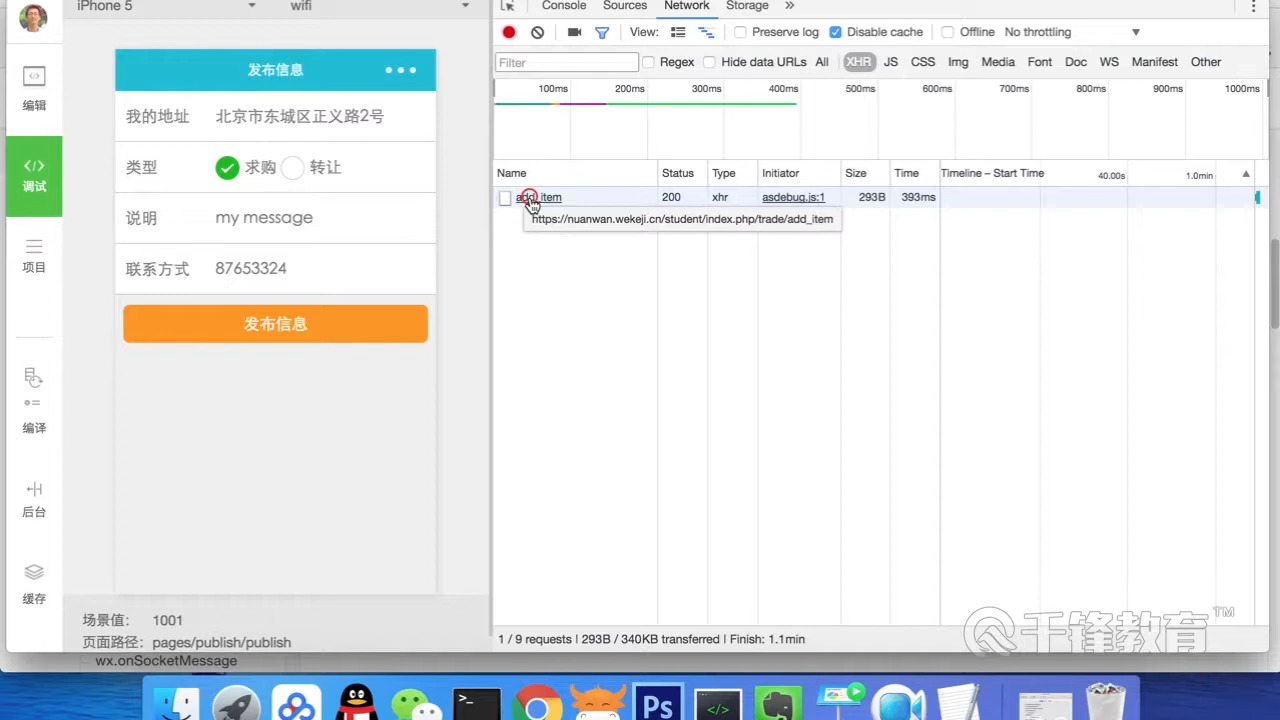 iPhone 5 wifi
Console Sources Network Storage »
View: Preserve log Disable cache Offline No throttling
Filter Regex Hide data URLs All XHR JS CSS Img Media Font Doc WS Manifest Other
100ms 200ms 300ms 400ms 500ms 600ms 700ms 800ms 900ms 1000ms
Name Status Type Initiator Size Time Timeline – Start Time 40.00s 1.0min
add_item 200 xhr asdebug.js:1 293B 393ms
https://nuanwan.wekeji.cn/student/index.php/trade/add_item
1 / 9 requests | 293B / 340KB transferred | Finish: 1.1min
编辑
调试
项目
编译
后台
缓存
发布信息
我的地址 北京市东城区正义路2号
类型 求购 转让
说明 my message
联系方式 87653324
发布信息
场景值: 1001
页面路径: pages/publish/publish
wx.onSocketMessage
千锋教育™
Ps